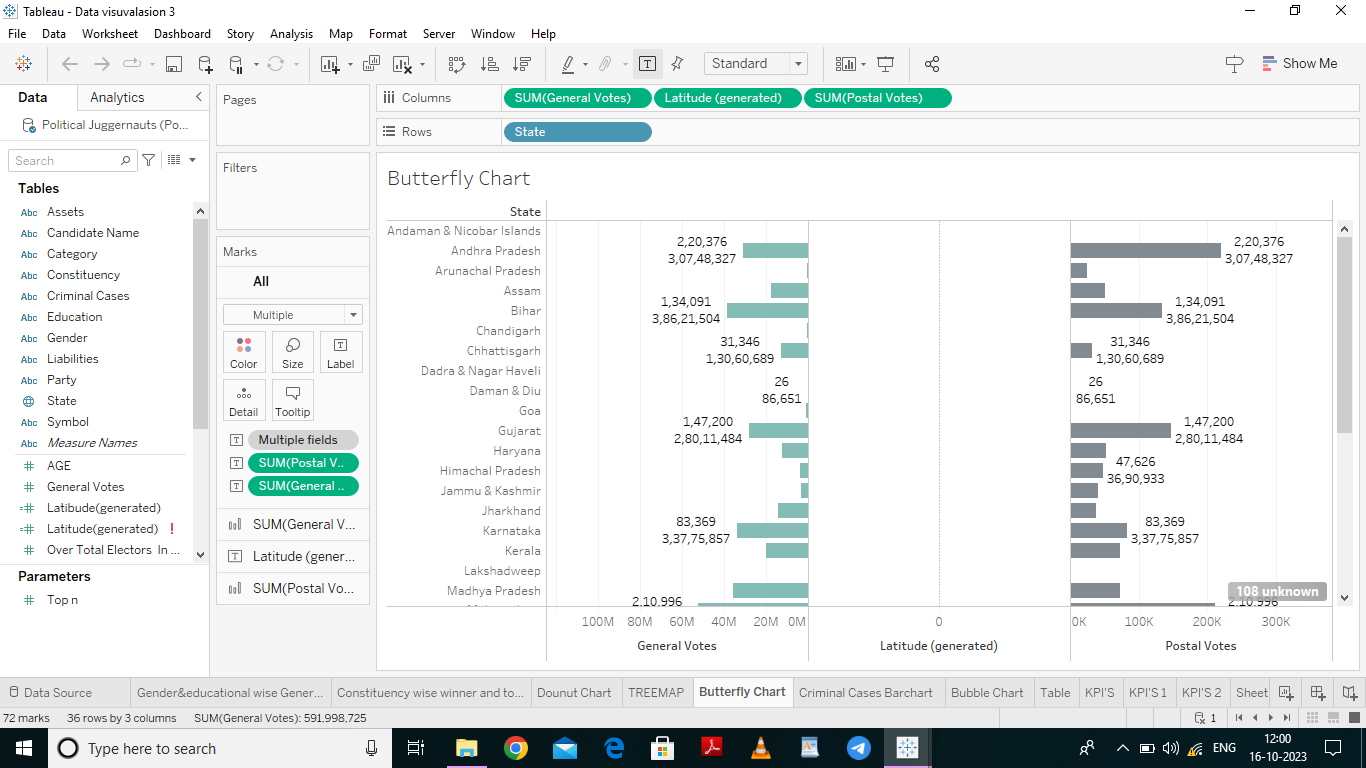 Tableau - Data visuvalasion 3
File Data Worksheet Dashboard Story Analysis Map Format Server Window Help
Standard
Show Me
Data Analytics
Political Juggernauts (Po...
Search
Tables
Abc Assets
Abc Candidate Name
Abc Category
Abc Constituency
Abc Criminal Cases
Abc Education
Abc Gender
Abc Liabilities
Abc Party
State
Abc Symbol
Abc Measure Names
# AGE
# General Votes
=# Latibude(generated)
=# Latitude(generated) !
# Over Total Electors In ...
Parameters
# Top n
Pages
Filters
Marks
All
Multiple
Color Size Label
Detail Tooltip
Multiple fields
SUM(Postal V..
SUM(General ..
SUM(General V...
Latitude (gener...
SUM(Postal Vo...
Columns SUM(General Votes) Latitude (generated) SUM(Postal Votes)
Rows State
Butterfly Chart
State
Andaman & Nicobar Islands
Andhra Pradesh 2,20,376 3,07,48,327 2,20,376 3,07,48,327
Arunachal Pradesh
Assam
Bihar 1,34,091 3,86,21,504 1,34,091 3,86,21,504
Chandigarh
Chhattisgarh 31,346 1,30,60,689 31,346 1,30,60,689
Dadra & Nagar Haveli
Daman & Diu 26 86,651 26 86,651
Goa
Gujarat 1,47,200 2,80,11,484 1,47,200 2,80,11,484
Haryana
Himachal Pradesh 47,626 36,90,933
Jammu & Kashmir
Jharkhand
Karnataka 83,369 3,37,75,857 83,369 3,37,75,857
Kerala
Lakshadweep
Madhya Pradesh
108 unknown
2,10,996 2,10,996
100M 80M 60M 40M 20M 0M 0 0K 100K 200K 300K
General Votes Latitude (generated) Postal Votes
Data Source Gender&educational wise Gener... Constituency wise winner and to... Dounut Chart TREEMAP Butterfly Chart Criminal Cases Barchart Bubble Chart Table KPI'S KPI'S 1 KPI'S 2 Sheet
72 marks 36 rows by 3 columns SUM(General Votes): 591,998,725 1
Type here to search
ENG
12:00
16-10-2023